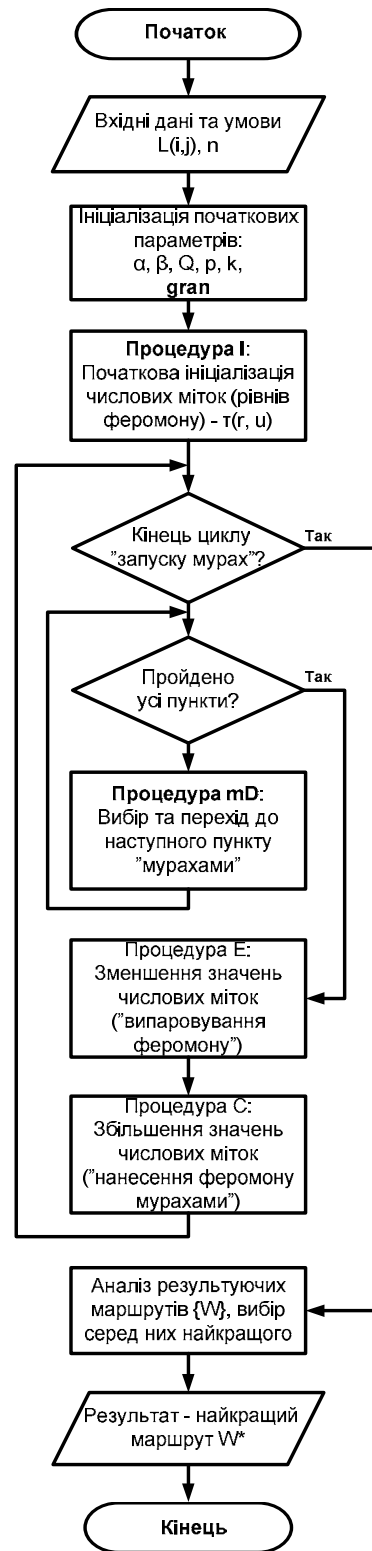 Початок
Вхідні дані та умови
L(i,j), n
Ініціалізація початкових
параметрів:
α, β, Q, p, k,
gran
Процедура I:
Початкова ініціалізація
числових міток (рівнів
феромону) - τ(r, u)
Кінець циклу
"запуску мурах"?
Так
Пройдено
усі пункти?
Так
Процедура mD:
Вибір та перехід до
наступного пункту
"мурахами"
Процедура E:
Зменшення значень
числових міток
("випаровування
феромону")
Процедура C:
Збільшення значень
числових міток
("нанесення феромону
мурахами")
Аналіз результуючих
маршрутів {W}, вибір
серед них найкращого
Результат - найкращий
маршрут W*
Кінець